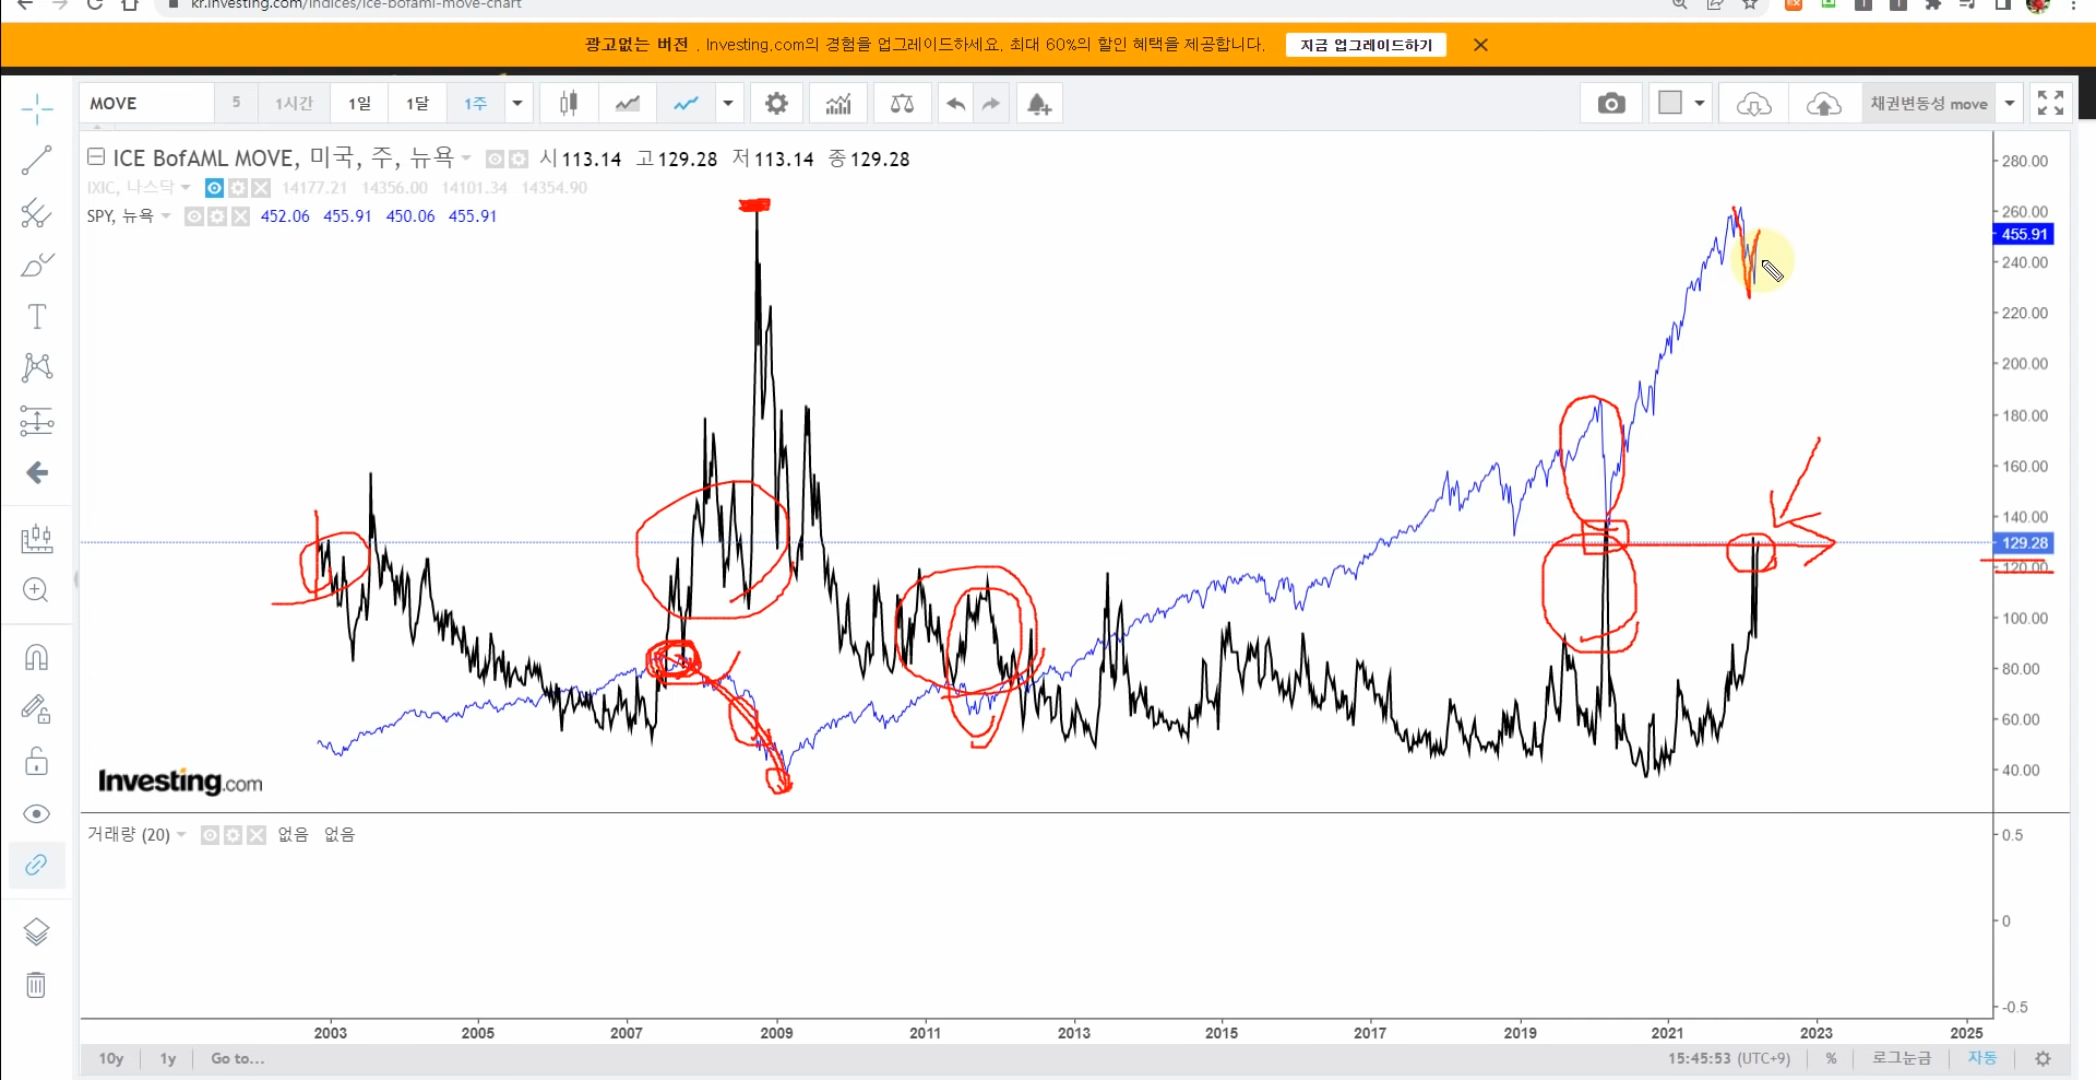 kr.investing.com/indices/ice-bofaml-move-chart
광고없는 버전 . Investing.com의 경험을 업그레이드하세요. 최대 60%의 할인 혜택을 제공합니다. 지금 업그레이드하기
MOVE 5 1시간 1일 1달 1주 채권변동성 move
ICE BofAML MOVE, 미국, 주, 뉴욕 시 113.14 고 129.28 저 113.14 종 129.28
IXIC, 나스닥 14177.21 14356.00 14101.34 14354.90
SPY, 뉴욕 452.06 455.91 450.06 455.91
280.00
260.00
455.91
240.00
220.00
200.00
180.00
160.00
140.00
129.28
120.00
100.00
80.00
60.00
40.00
Investing.com
거래량 (20) 없음 없음
0.5
0
-0.5
2003 2005 2007 2009 2011 2013 2015 2017 2019 2021 2023 2025
10y 1y Go to... 15:45:53 (UTC+9) % 로그눈금 자동